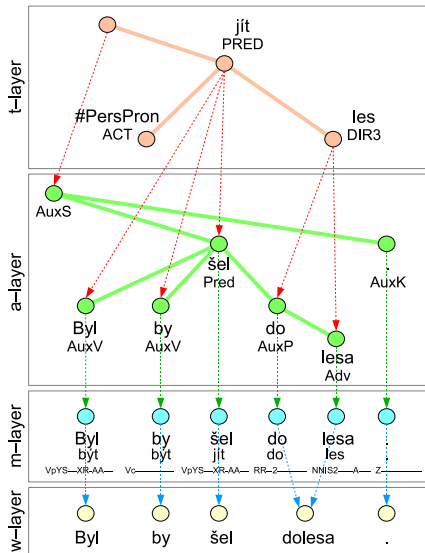 t-layer
jít
PRED
#PersPron
ACT
les
DIR3
a-layer
AuxS
šel
Pred
.
AuxK
Byl
AuxV
by
AuxV
do
AuxP
lesa
Adv
m-layer
Byl by šel do lesa .
být být jít do les .
VpYS---XR-AA--- Vc------------- VpYS---XR-AA--- RR--2---------- NNIS2-----A---- Z:-------------
w-layer
Byl by šel dolesa .